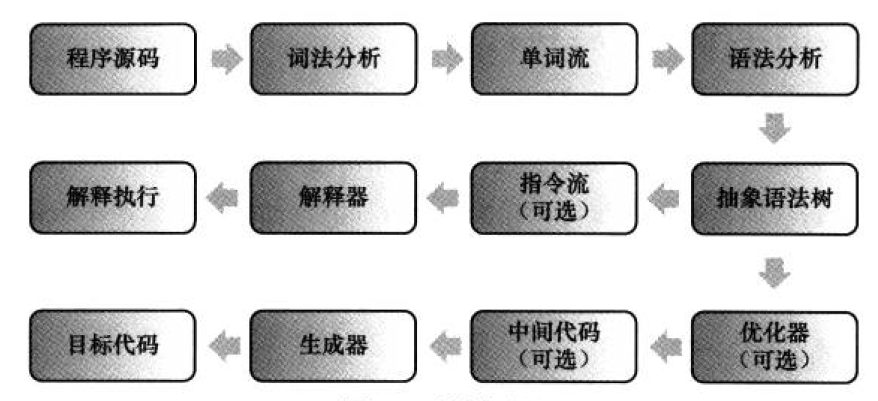 程序源码
词法分析
单词流
语法分析
解释执行
解释器
指令流
（可选）
抽象语法树
目标代码
生成器
中间代码
（可选）
优化器
（可选）